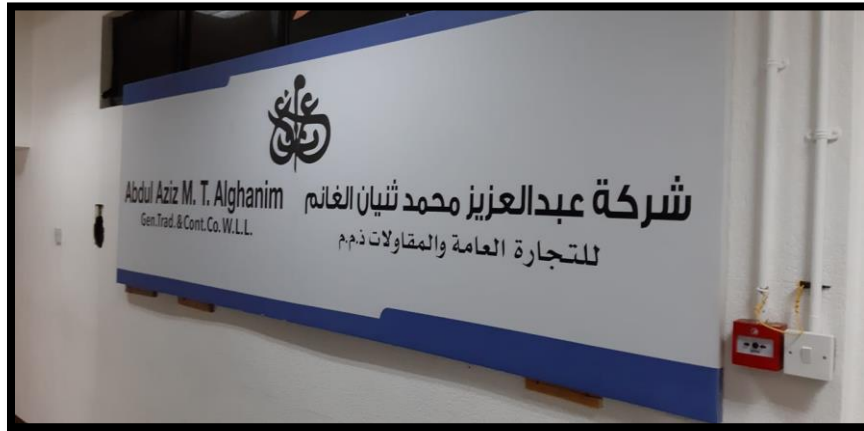 شركة عبدالعزيز محمد ثنيان الغانم
للتجارة العامة والمقاولات ذ.م.م
Abdul Aziz M. T. Alghanim
Gen.Trad.&Cont.Co.W.L.L.